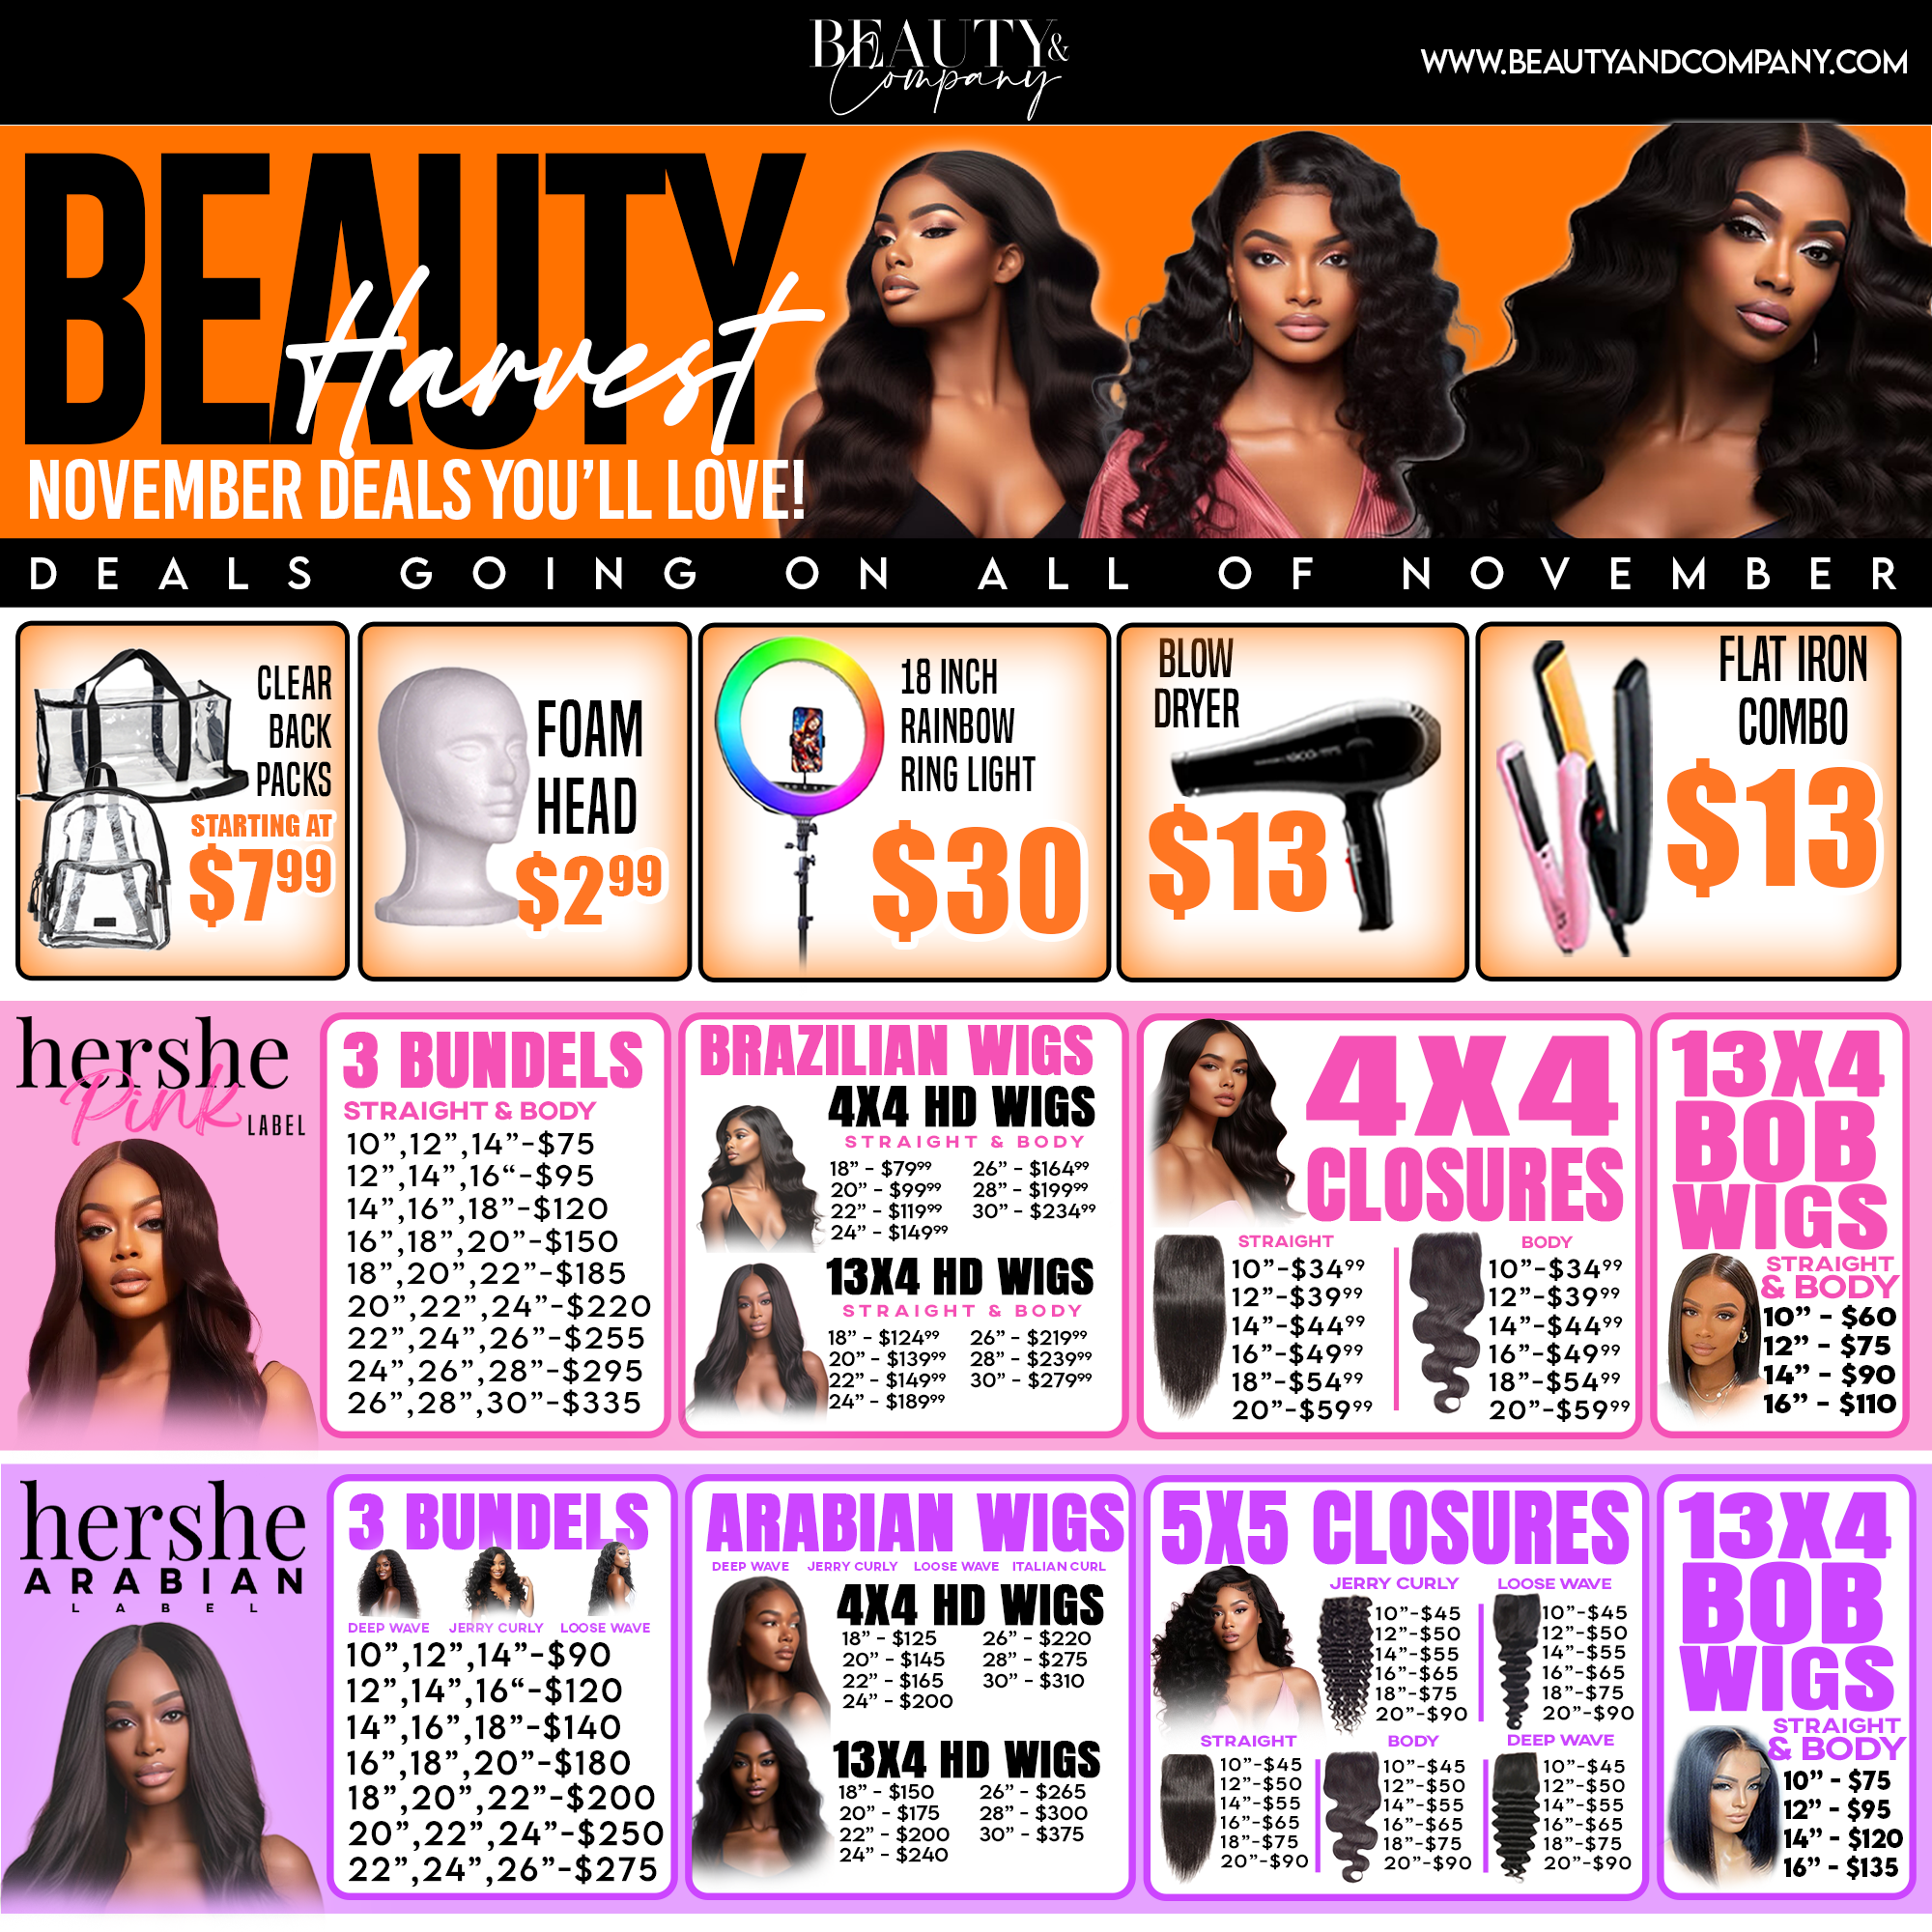 BEAUTY&
Company
WWW.BEAUTYANDCOMPANY.COM
BEAUTY
Harvest
NOVEMBER DEALS YOU'LL LOVE!
DEALS GOING ON ALL OF NOVEMBER
CLEAR
BACK
PACKS
STARTING AT
$7⁹⁹
FOAM
HEAD
$2⁹⁹
18 INCH
RAINBOW
RING LIGHT
$30
BLOW
DRYER
$13
FLAT IRON
COMBO
$13
hershe
Pink
LABEL
3 BUNDELS
STRAIGHT & BODY
10”,12”,14”-$75
12”,14”,16“-$95
14”,16”,18”-$120
16”,18”,20”-$150
18”,20”,22”-$185
20”,22”,24”-$220
22”,24”,26”-$255
24”,26”,28”-$295
26”,28”,30”-$335
BRAZILIAN WIGS
4X4 HD WIGS
STRAIGHT & BODY
18” - $79⁹⁹ 26” - $164⁹⁹
20” - $99⁹⁹ 28” - $199⁹⁹
22” - $119⁹⁹ 30” - $234⁹⁹
24” - $149⁹⁹
13X4 HD WIGS
STRAIGHT & BODY
18” - $124⁹⁹ 26” - $219⁹⁹
20” - $139⁹⁹ 28” - $239⁹⁹
22” - $149⁹⁹ 30” - $279⁹⁹
24” - $189⁹⁹
4X4
CLOSURES
STRAIGHT
10”-$34⁹⁹
12”-$39⁹⁹
14”-$44⁹⁹
16”-$49⁹⁹
18”-$54⁹⁹
20”-$59⁹⁹
BODY
10”-$34⁹⁹
12”-$39⁹⁹
14”-$44⁹⁹
16”-$49⁹⁹
18”-$54⁹⁹
20”-$59⁹⁹
13X4
BOB
WIGS
STRAIGHT
& BODY
10” - $60
12” - $75
14” - $90
16” - $110
hershe
ARABIAN
LABEL
3 BUNDELS
DEEP WAVE JERRY CURLY LOOSE WAVE
10”,12”,14”-$90
12”,14”,16“-$120
14”,16”,18”-$140
16”,18”,20”-$180
18”,20”,22”-$200
20”,22”,24”-$250
22”,24”,26”-$275
ARABIAN WIGS
DEEP WAVE JERRY CURLY LOOSE WAVE ITALIAN CURL
4X4 HD WIGS
18” - $125 26” - $220
20” - $145 28” - $275
22” - $165 30” - $310
24” - $200
13X4 HD WIGS
18” - $150 26” - $265
20” - $175 28” - $300
22” - $200 30” - $375
24” - $240
5X5 CLOSURES
JERRY CURLY
10”-$45
12”-$50
14”-$55
16”-$65
18”-$75
20”-$90
LOOSE WAVE
10”-$45
12”-$50
14”-$55
16”-$65
18”-$75
20”-$90
STRAIGHT
10”-$45
12”-$50
14”-$55
16”-$65
18”-$75
20”-$90
BODY
10”-$45
12”-$50
14”-$55
16”-$65
18”-$75
20”-$90
DEEP WAVE
10”-$45
12”-$50
14”-$55
16”-$65
18”-$75
20”-$90
13X4
BOB
WIGS
STRAIGHT
& BODY
10” - $75
12” - $95
14” - $120
16” - $135